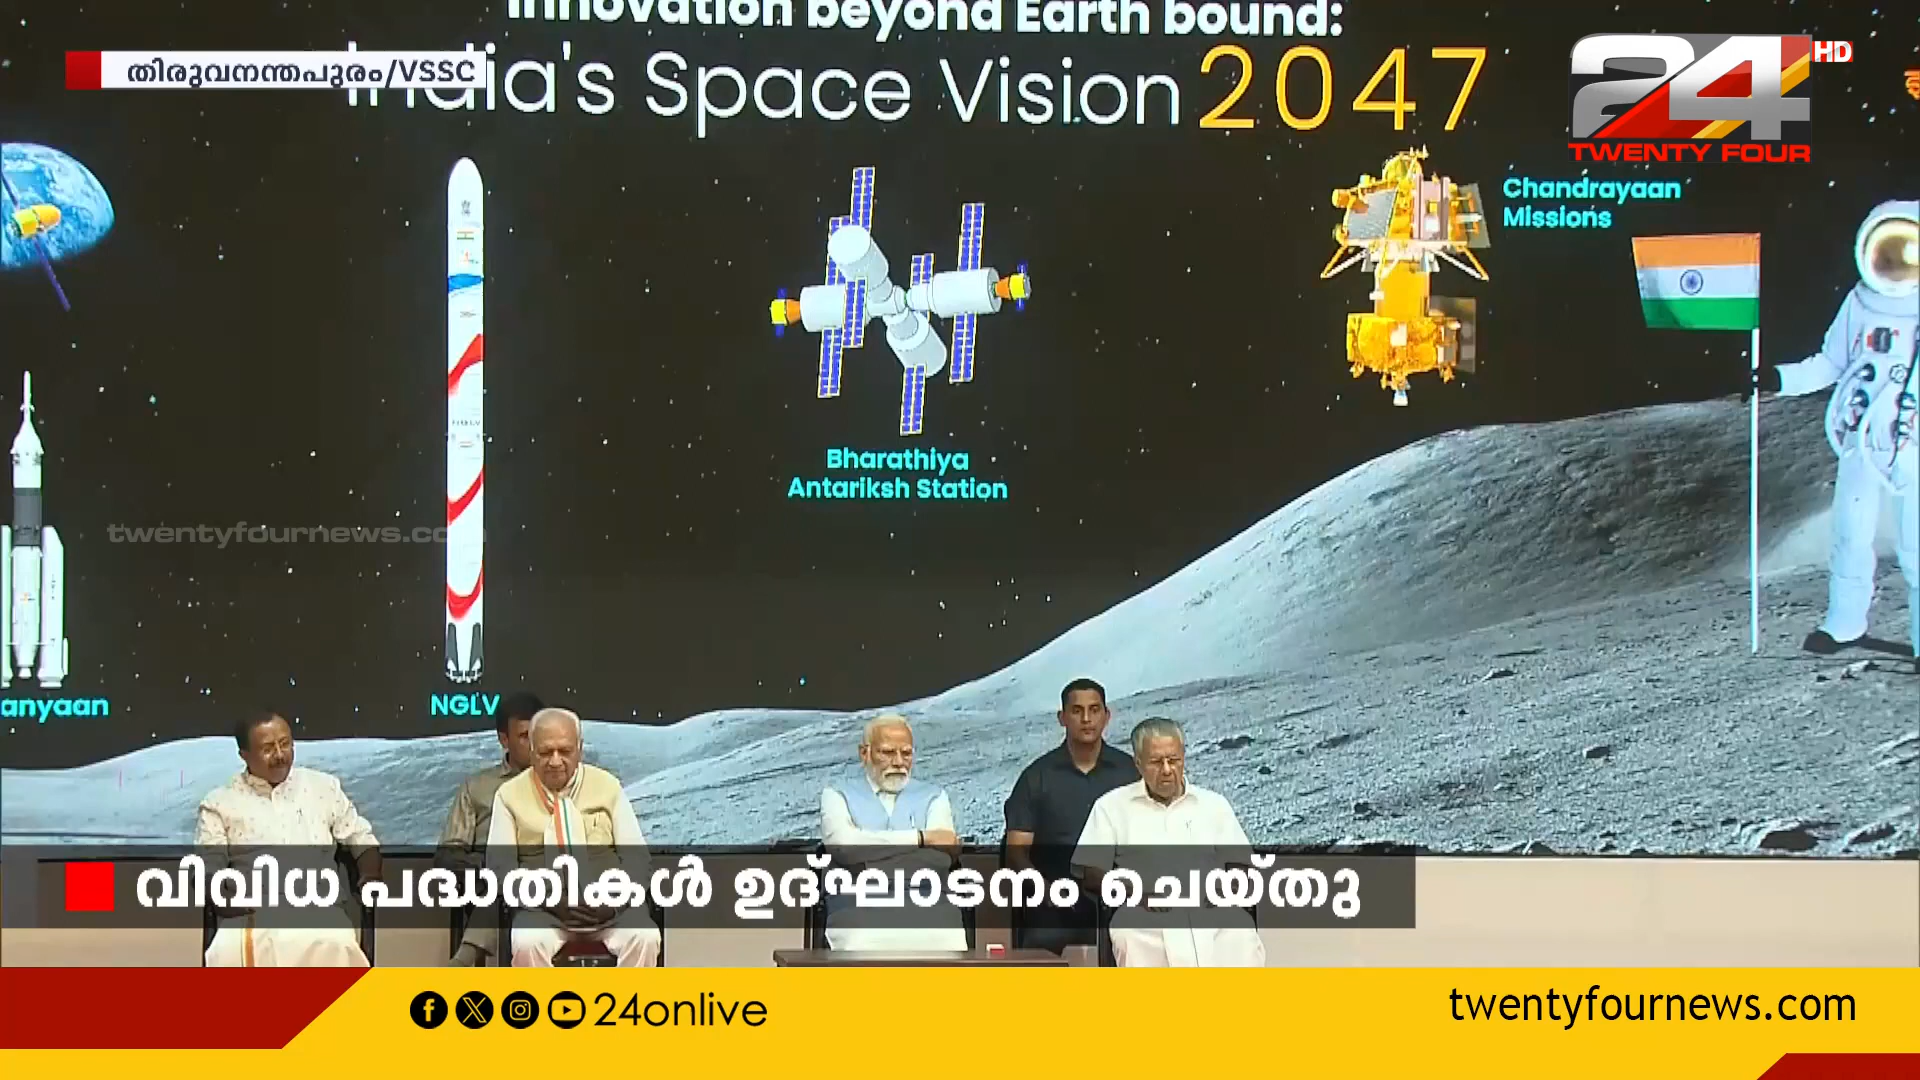 Innovation beyond Earth bound:
India's Space Vision 2047
തിരുവനന്തപുരം/VSSC
24 HD
TWENTY FOUR
Chandrayaan
Missions
Bharathiya
Antariksh Station
twentyfournews.com
anyaan
NGLV
വിവിധ പദ്ധതികൾ ഉദ്ഘാടനം ചെയ്തു
24onlive
twentyfournews.com